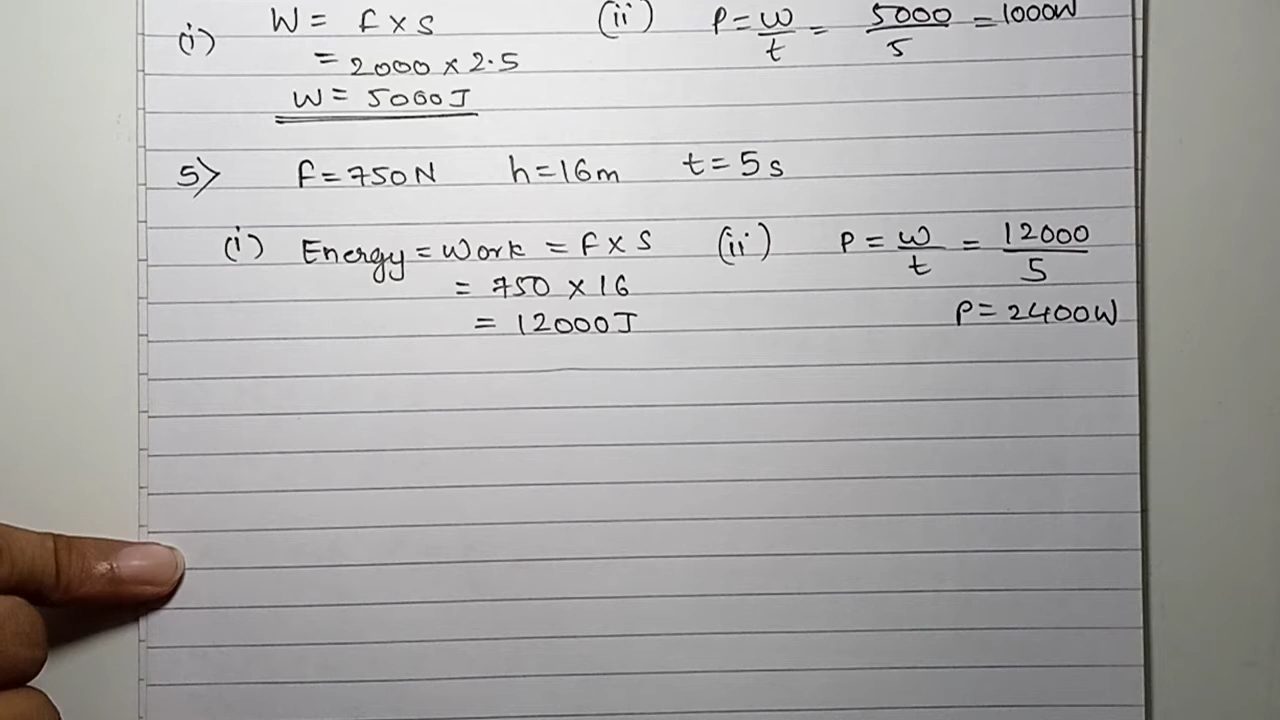 (i) W = F x S (ii) P = W/t = 5000/5 = 1000W
= 2000 x 2.5
W = 5000J
5> F = 750N h = 16m t = 5s
(i) Energy = Work = F x S (ii) P = W/t = 12000/5
= 750 x 16
= 12000J P = 2400W